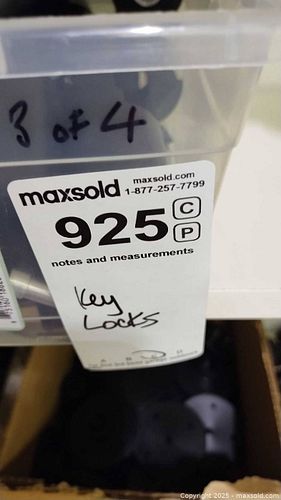 3 of 4
maxsold
maxsold.com
1-877-257-7799
925
C
P
notes and measurements
Key
Locks
Copyright © 2025 - maxsold.com